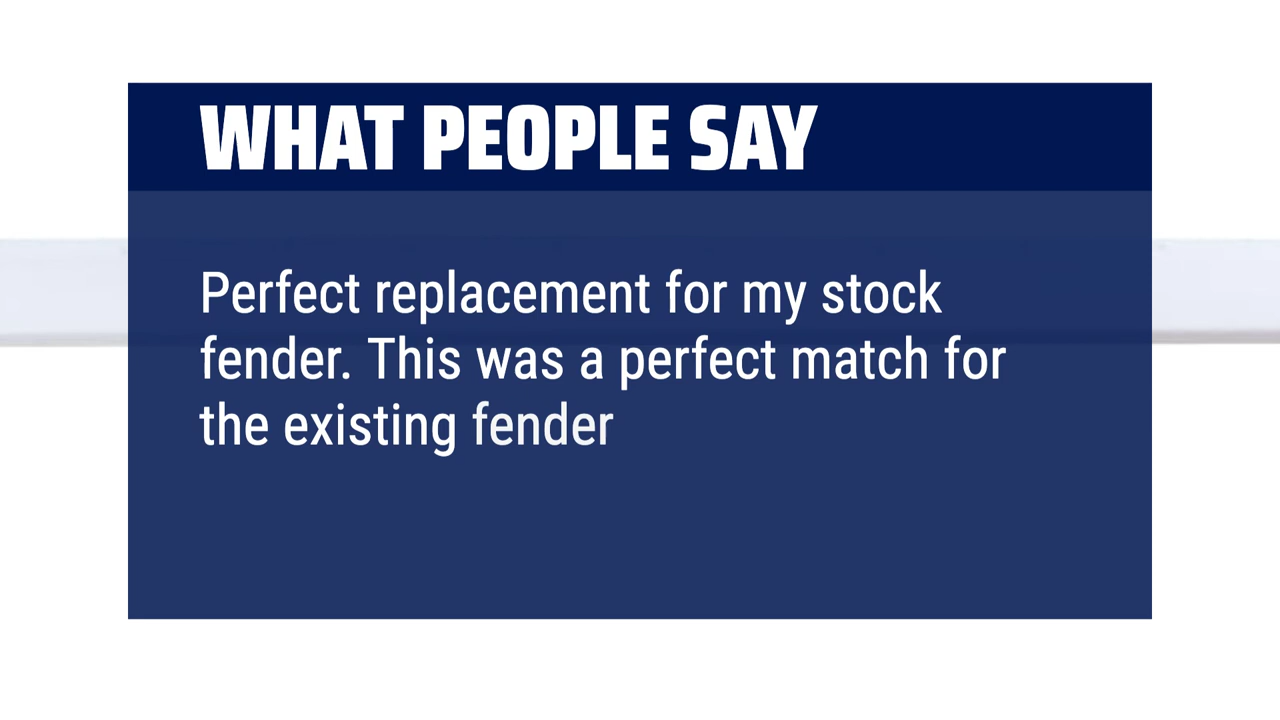 WHAT PEOPLE SAY
Perfect replacement for my stock
fender. This was a perfect match for
the existing fender